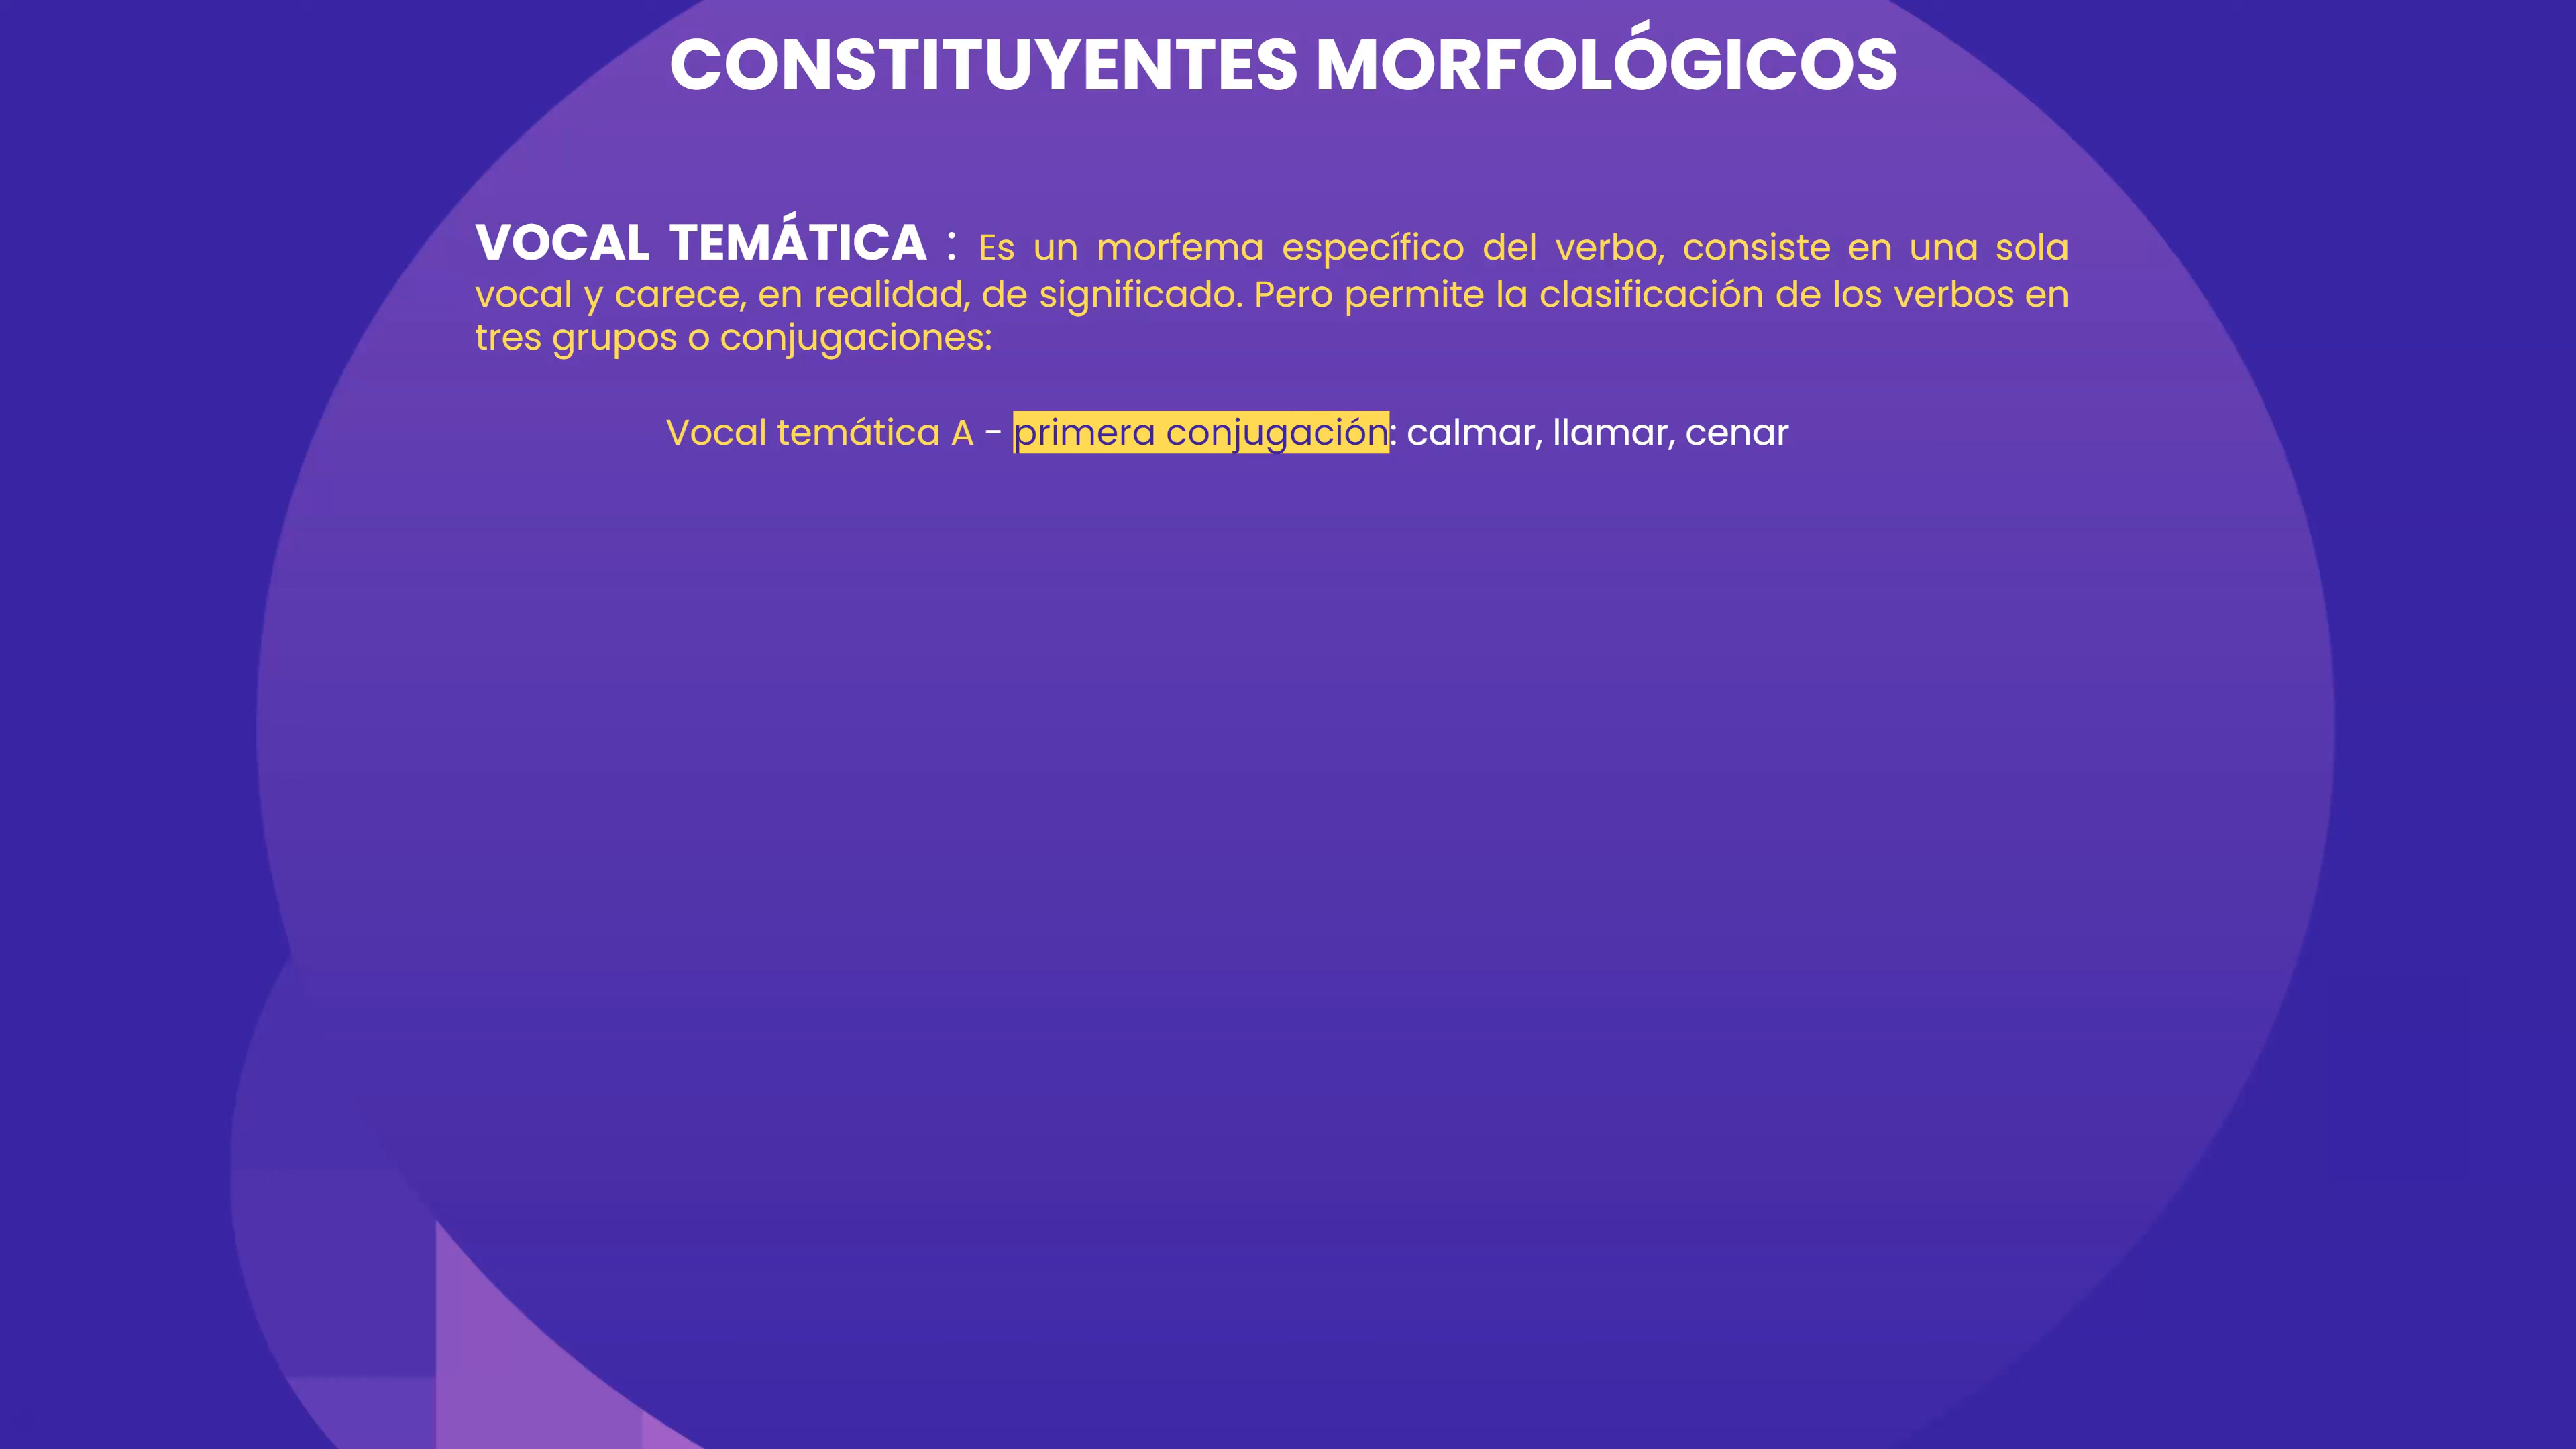 CONSTITUYENTES MORFOLÓGICOS
VOCAL TEMÁTICA : Es un morfema específico del verbo, consiste en una sola
vocal y carece, en realidad, de significado. Pero permite la clasificación de los verbos en
tres grupos o conjugaciones:
Vocal temática A - primera conjugación: calmar, llamar, cenar